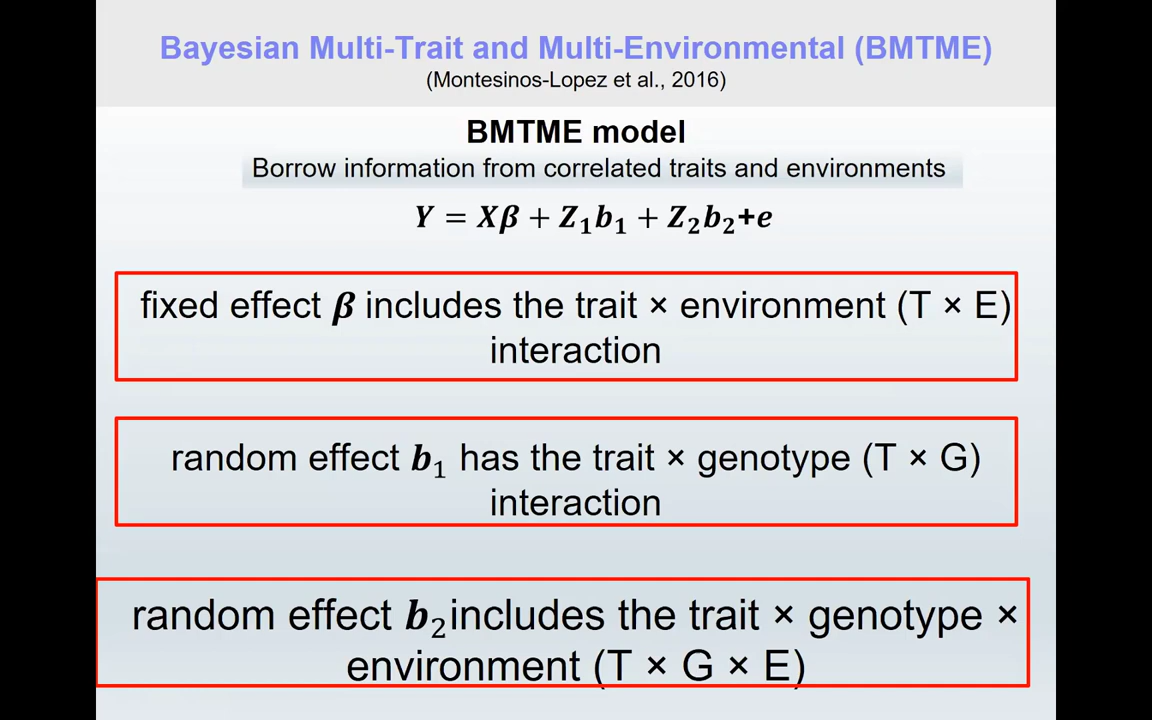 Bayesian Multi-Trait and Multi-Environmental (BMTME)
(Montesinos-Lopez et al., 2016)
BMTME model
Borrow information from correlated traits and environments
Y = Xβ + Z₁b₁ + Z₂b₂+e
fixed effect β includes the trait × environment (T × E)
interaction
random effect b₁ has the trait × genotype (T × G)
interaction
random effect b₂includes the trait × genotype ×
environment (T × G × E)